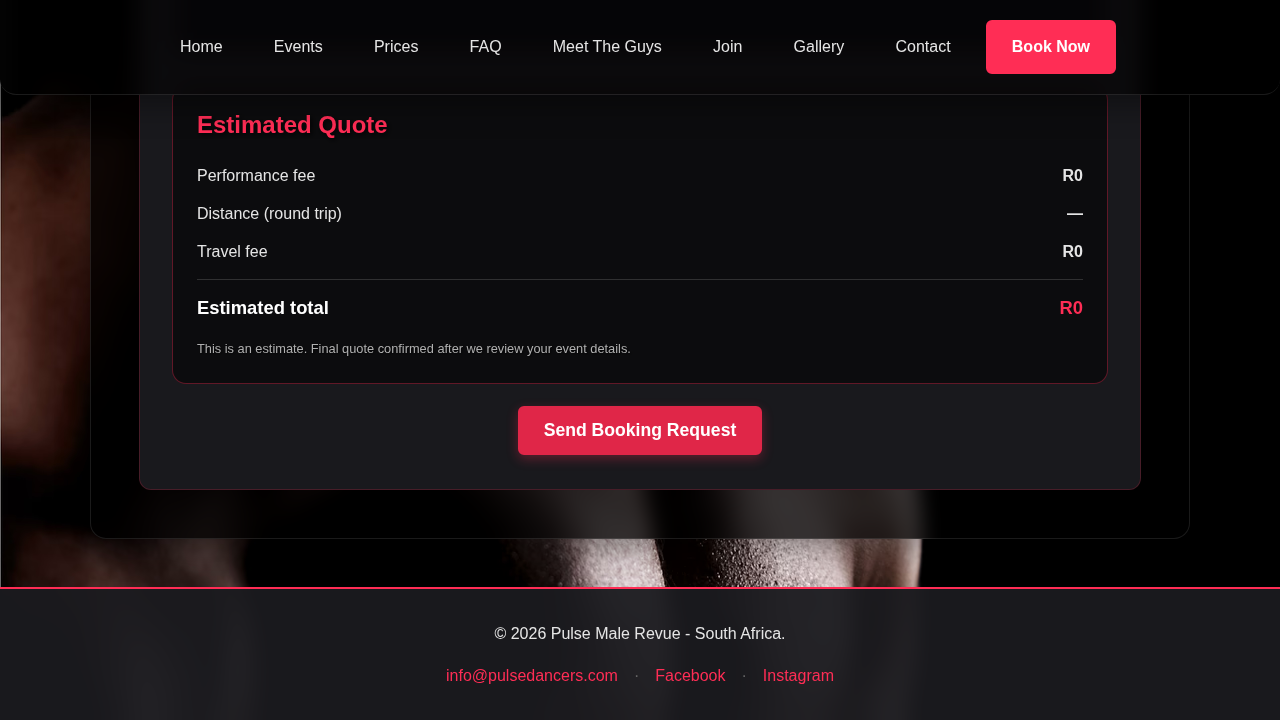 Home Events Prices FAQ Meet The Guys Join Gallery Contact Book Now
Estimated Quote
Performance fee R0
Distance (round trip) —
Travel fee R0
Estimated total R0
This is an estimate. Final quote confirmed after we review your event details.
Send Booking Request
© 2026 Pulse Male Revue - South Africa.
info@pulsedancers.com · Facebook · Instagram